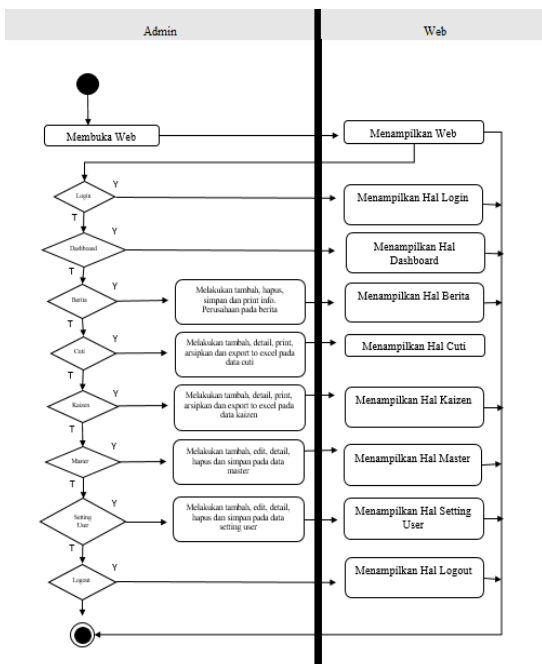 Admin
Web
Membuka Web
Menampilkan Web
Login
Y
T
Menampilkan Hal Login
Dashboard
Y
T
Menampilkan Hal
Dashboard
Berita
Y
T
Melakukan tambah, hapus,
simpan dan print info.
Perusahaan pada berita
Menampilkan Hal Berita
Cuti
Y
T
Melakukan tambah, detail, print,
arsipkan dan export to excel pada
data cuti
Menampilkan Hal Cuti
Kaizen
Y
T
Melakukan tambah, detail, print,
arsipkan dan export to excel pada
data kaizen
Menampilkan Hal Kaizen
Master
Y
T
Melakukan tambah, edit, detail,
hapus dan simpan pada data
master
Menampilkan Hal Master
Setting
User
Y
T
Melakukan tambah, edit, detail,
hapus dan simpan pada data
setting user
Menampilkan Hal Setting
User
Logout
Y
Menampilkan Hal Logout